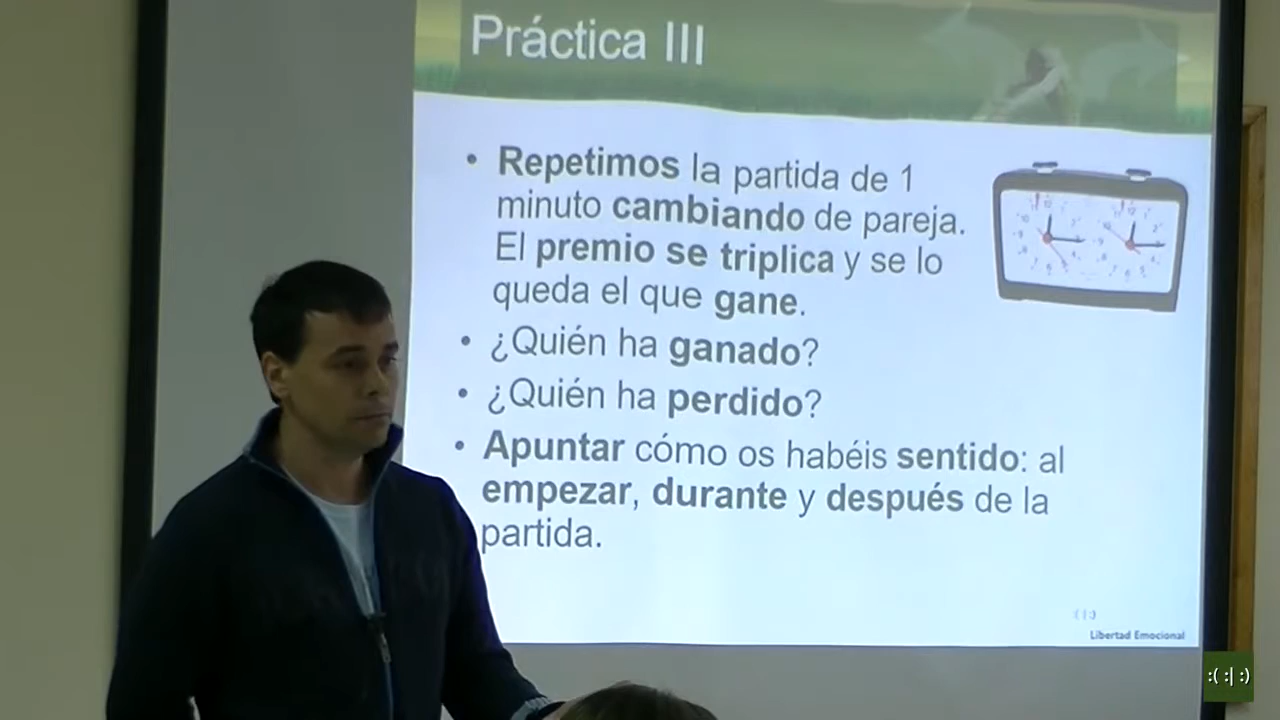 Práctica III
• Repetimos la partida de 1
minuto cambiando de pareja.
El premio se triplica y se lo
queda el que gane.
• ¿Quién ha ganado?
• ¿Quién ha perdido?
• Apuntar cómo os habéis sentido: al
empezar, durante y después de la
partida.
:(|:)
Libertad Emocional
:( :| :)